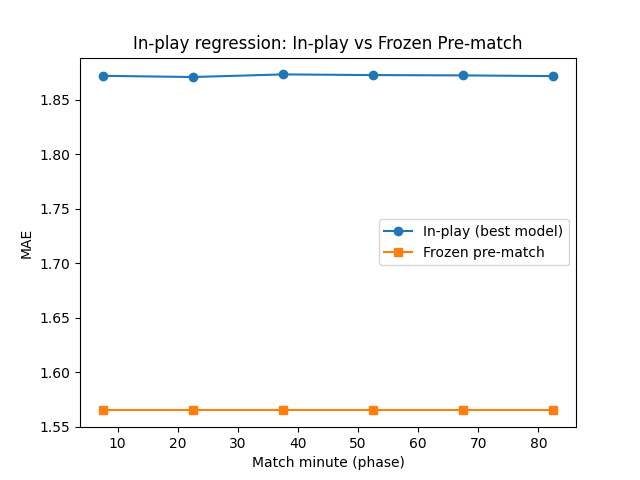 In-play regression: In-play vs Frozen Pre-match
MAE
1.85
1.80
1.75
1.70
1.65
1.60
1.55
In-play (best model)
Frozen pre-match
10 20 30 40 50 60 70 80
Match minute (phase)